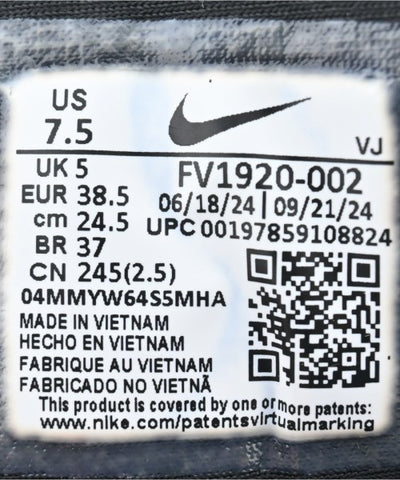 US
7.5
VJ
UK 5
EUR 38.5
cm 24.5
BR 37
CN 245(2.5)
FV1920-002
06/18/24 | 09/21/24
UPC 00197859108824
04MMYW64S5MHA
MADE IN VIETNAM
HECHO EN VIETNAM
FABRIQUE AU VIETNAM
FABRICADO NO VIETNÃ
This product is covered by one or more patents:
www.nike.com/patentsvirtualmarking